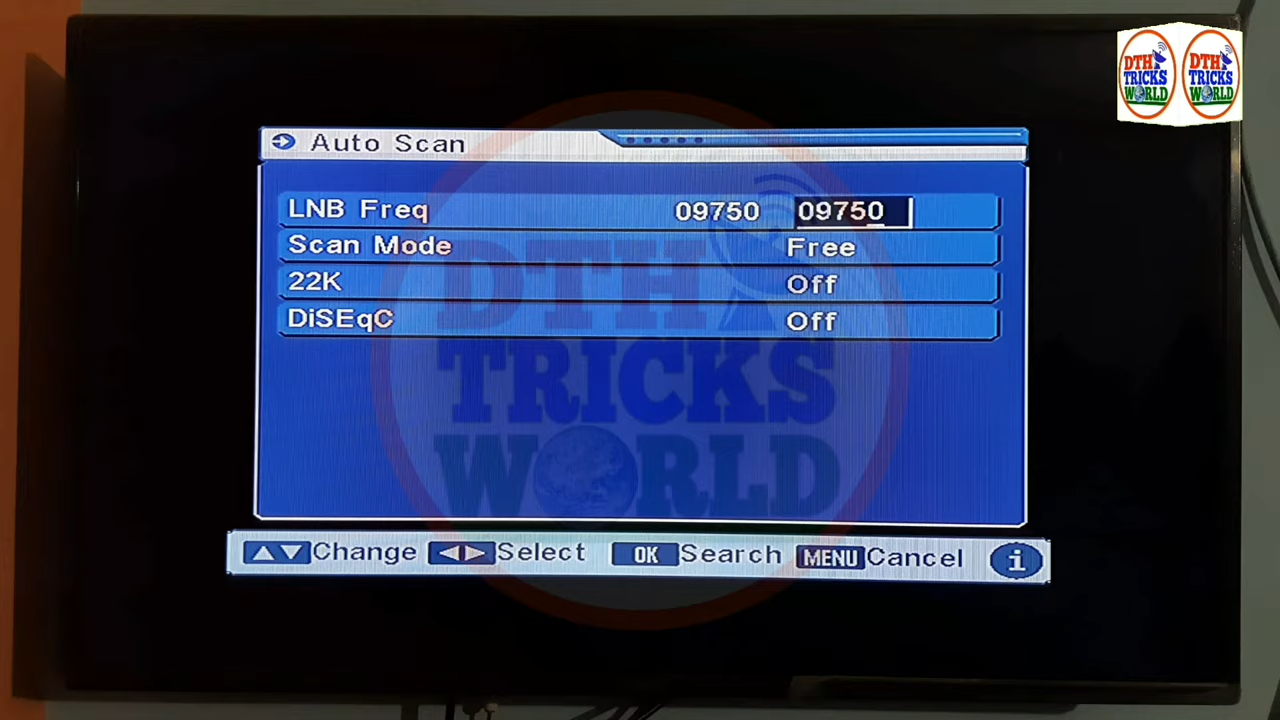 DTH DTH
TRICKS TRICKS
WORLD WORLD
Auto Scan
LNB Freq 09750 09750
Scan Mode Free
22K Off
DiSEqC Off
DTH
TRICKS
WORLD
Change Select OK Search MENU Cancel i